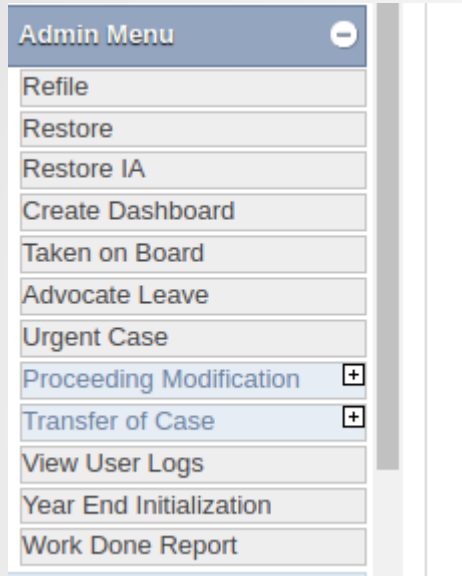 Admin Menu
Refile
Restore
Restore IA
Create Dashboard
Taken on Board
Advocate Leave
Urgent Case
Proceeding Modification
Transfer of Case
View User Logs
Year End Initialization
Work Done Report